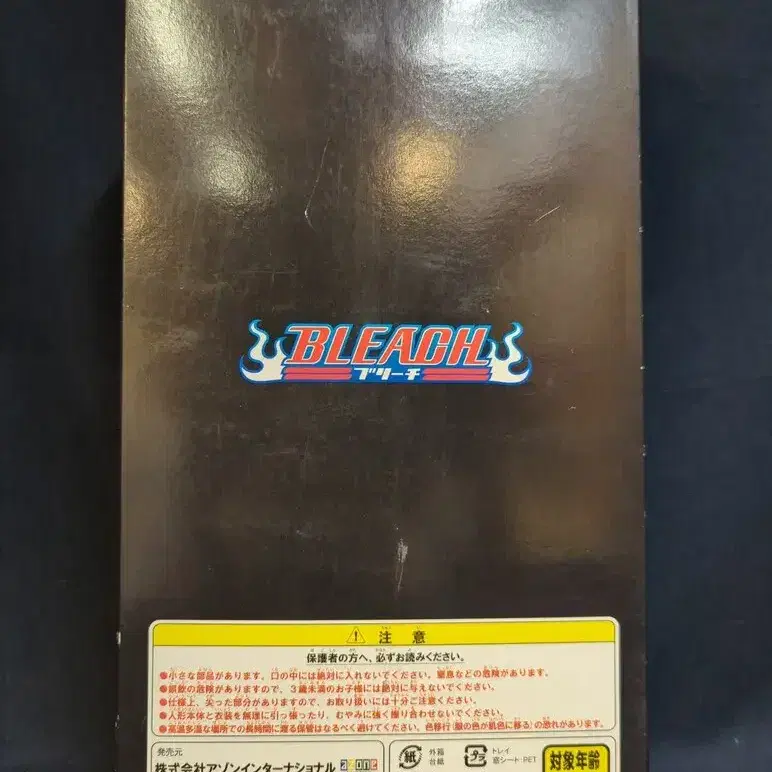 BLEACH
ブリーチ
⚠ 注意
保護者の方へ、必ずお読みください。
●小さな部品があります。口の中には絶対に入れないでください。窒息などの危険があります。
●誤飲の危険がありますので、3歳未満のお子様には絶対に与えないでください。
●仕様上、尖った部分がありますので、お取り扱いには十分ご注意ください。
●人形本体と衣装を無理に引っ張ったり、むやみに強く擦り合わせないでください。
●高温多湿な場所での長時間に渡る保管はなるべく避けてください。色移行(服の色が肌色に移る)の恐れがあります。
発売元
株式会社アゾンインターナショナル
azone
紙
外箱
台紙
プラ
トレイ
窓シート:PET
対象年齢